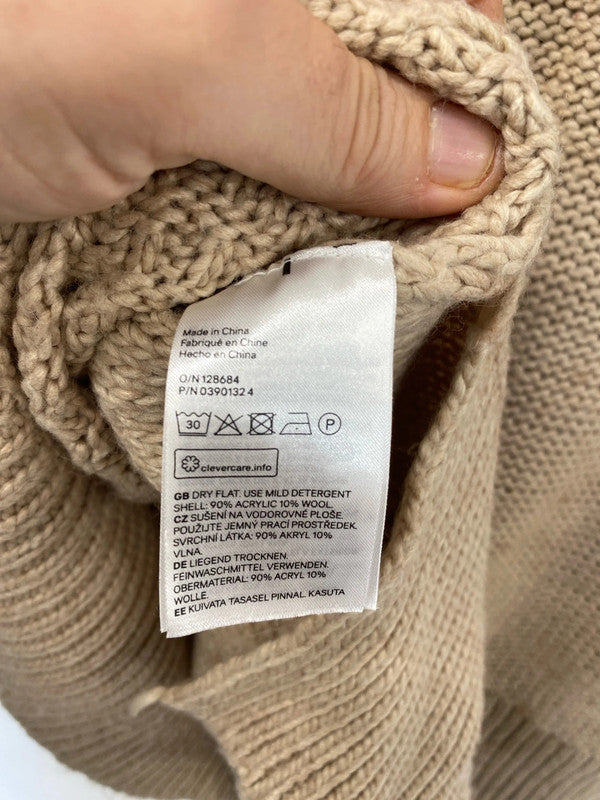 Made in China
Fabriqué en Chine
Hecho en China
O/N 128684
P/N 0390132 4
30 P
clevercare.info
GB DRY FLAT. USE MILD DETERGENT
SHELL: 90% ACRYLIC 10% WOOL.
CZ SUŠENÍ NA VODOROVNÉ PLOŠE.
POUŽIJTE JEMNÝ PRACÍ PROSTŘEDEK.
SVRCHNÍ LÁTKA: 90% AKRYL 10%
VLNA.
DE LIEGEND TROCKNEN.
FEINWASCHMITTEL VERWENDEN.
OBERMATERIAL: 90% ACRYL 10%
WOLLE.
EE KUIVATA TASASEL PINNAL. KASUTA